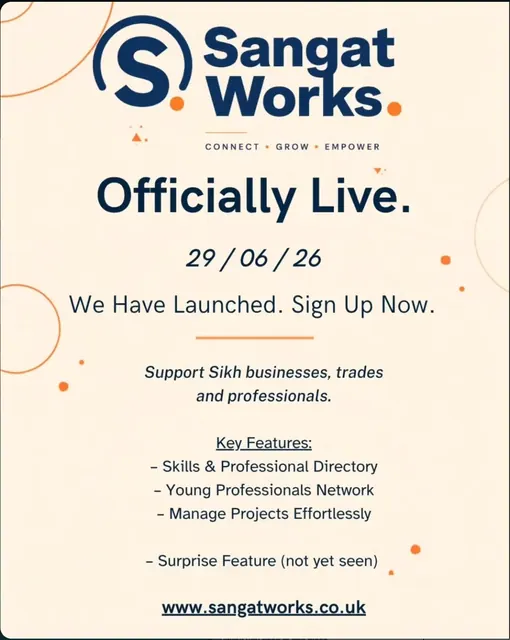 S.
Sangat
Works.
CONNECT • GROW • EMPOWER
Officially Live.
29 / 06 / 26
We Have Launched. Sign Up Now.
Support Sikh businesses, trades
and professionals.
Key Features:
– Skills & Professional Directory
– Young Professionals Network
– Manage Projects Effortlessly
– Surprise Feature (not yet seen)
www.sangatworks.co.uk